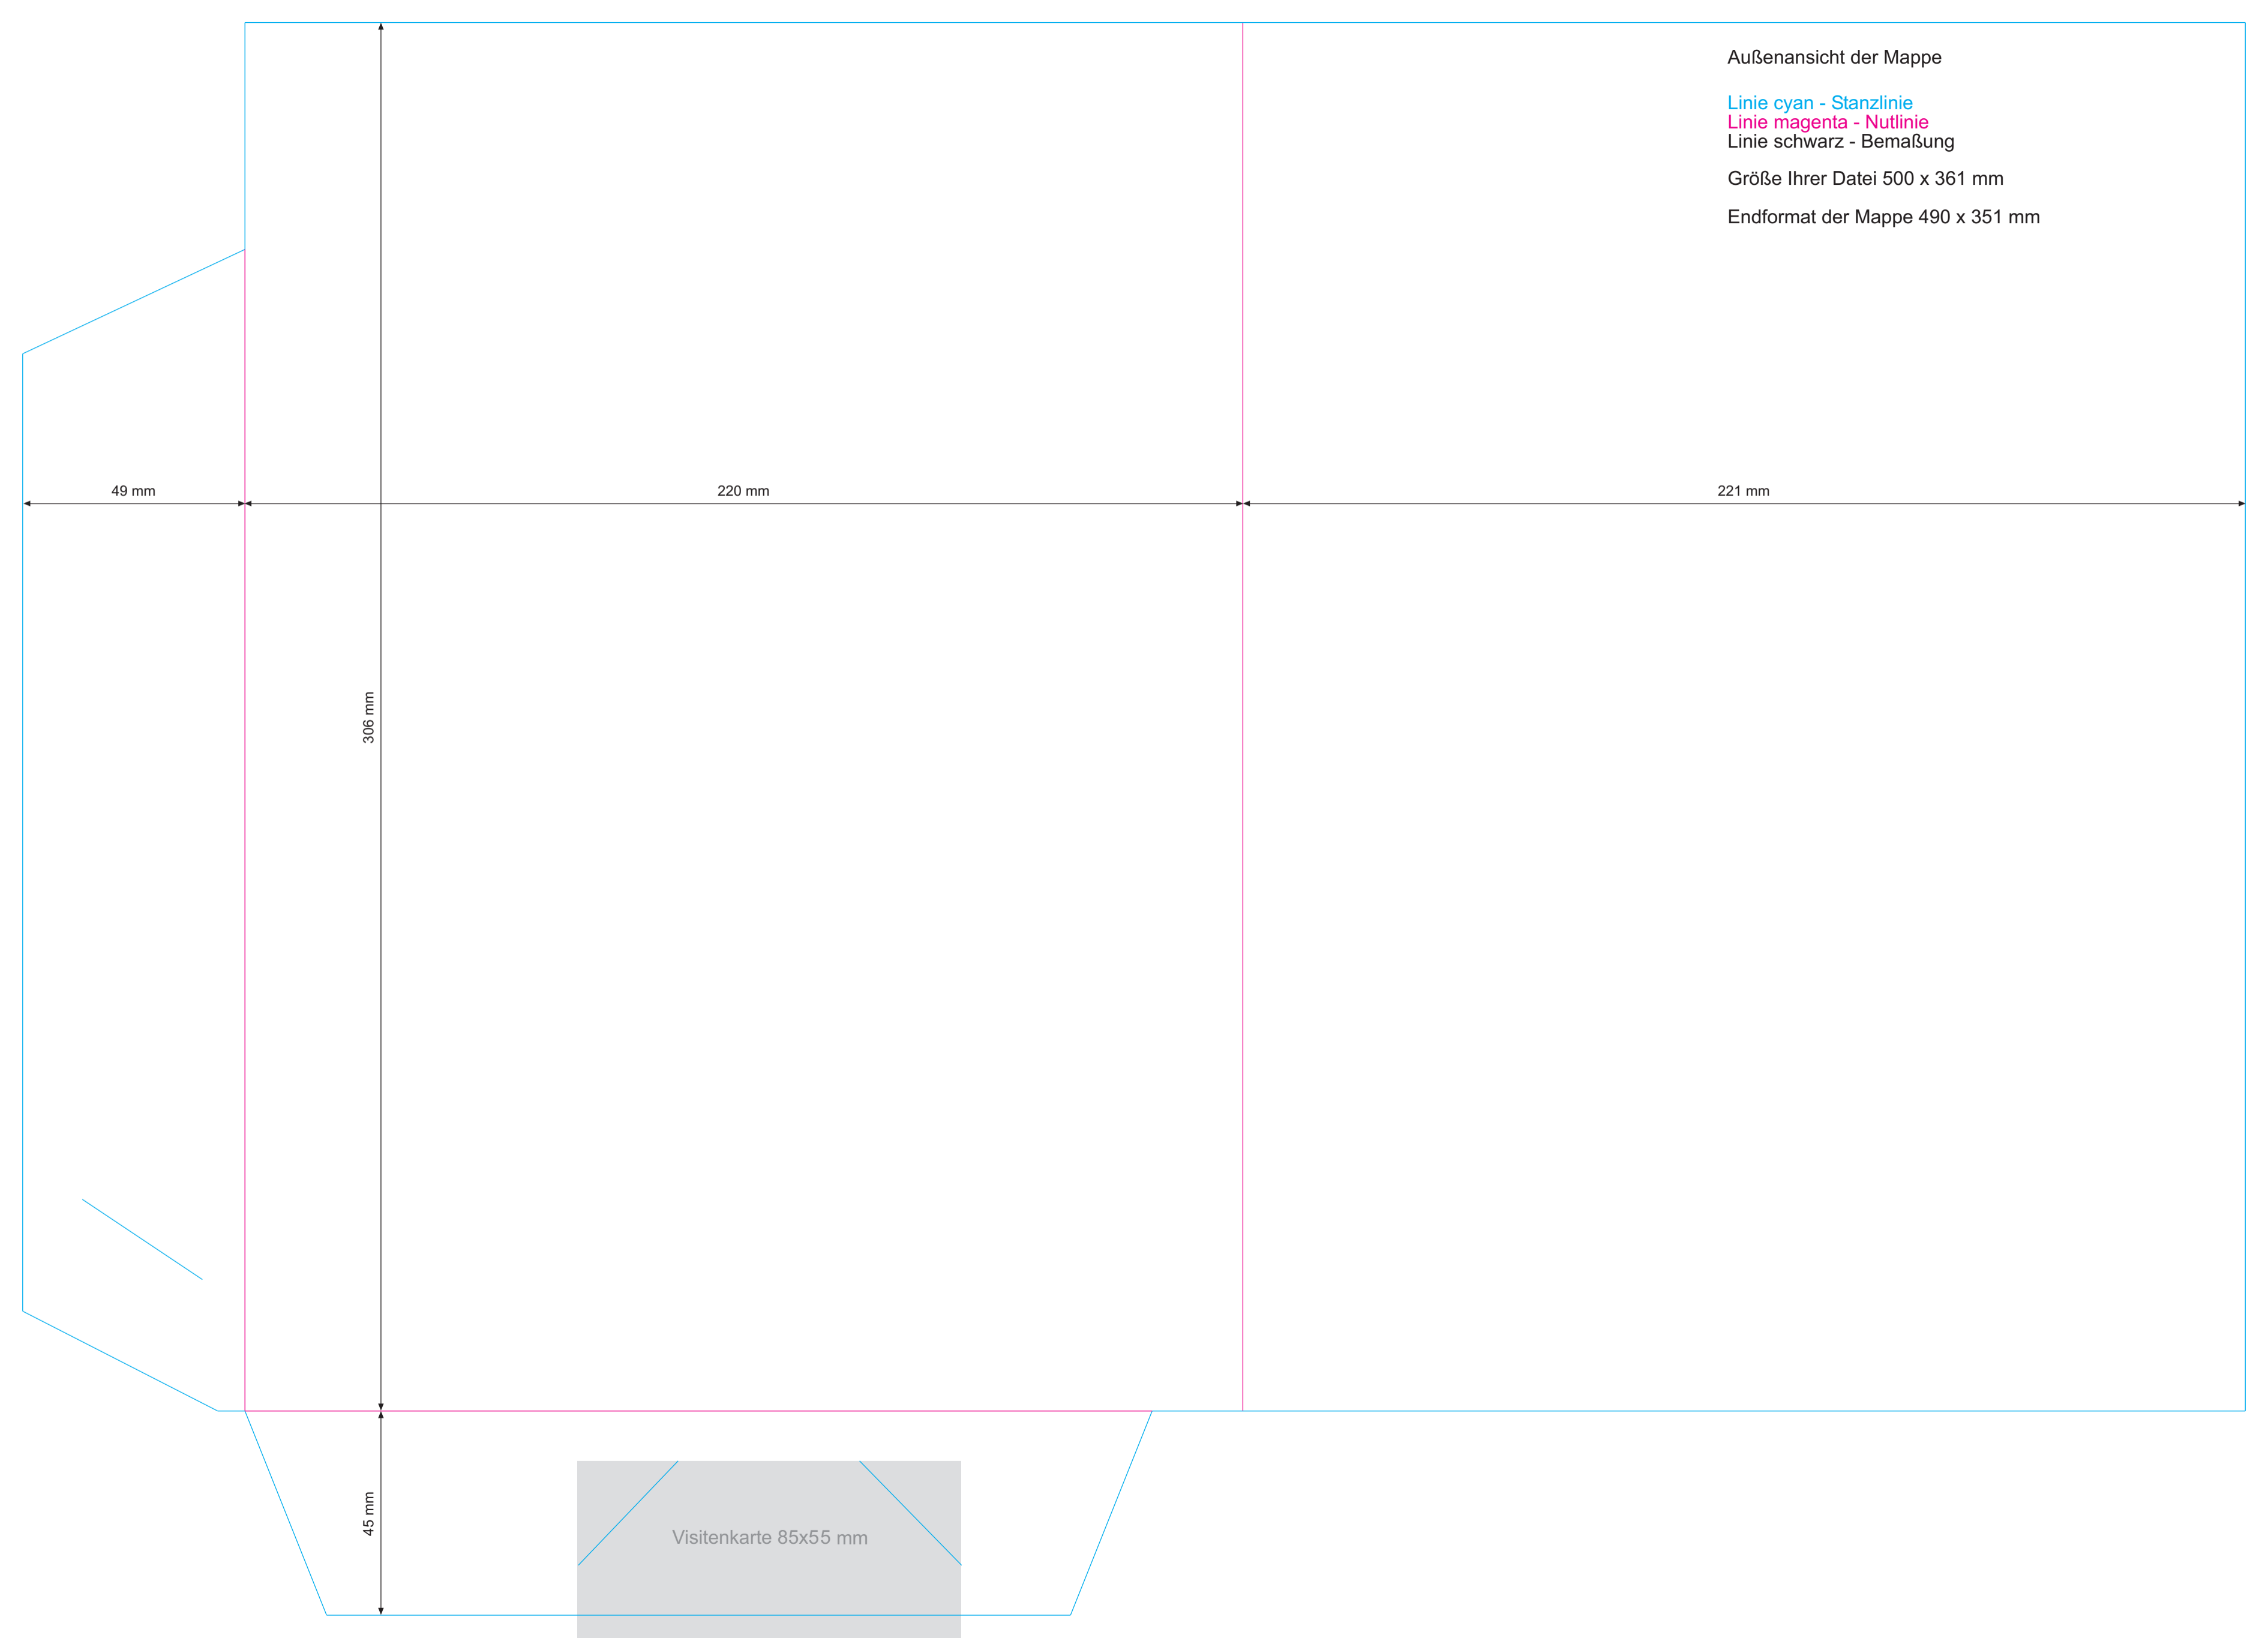 Außenansicht der Mappe
Linie cyan - Stanzlinie
Linie magenta - Nutlinie
Linie schwarz - Bemaßung
Größe Ihrer Datei 500 x 361 mm
Endformat der Mappe 490 x 351 mm
49 mm
220 mm
221 mm
306 mm
45 mm
Visitenkarte 85x55 mm